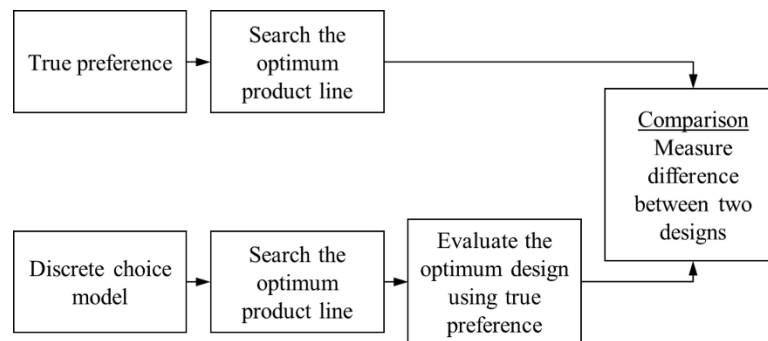 True preference
Search the
optimum
product line
Comparison
Measure
difference
between two
designs
Discrete choice
model
Search the
optimum
product line
Evaluate the
optimum design
using true
preference